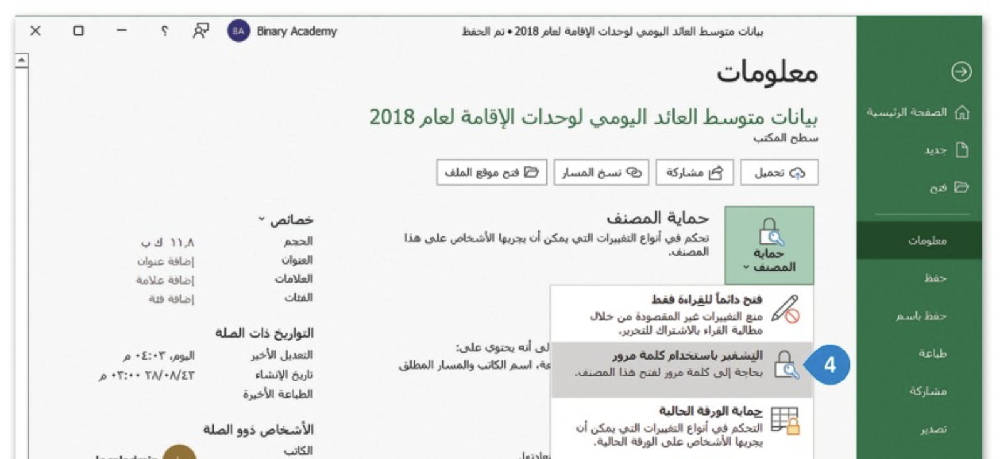 بيانات متوسط العائد اليومي لوحدات الإقامة لعام 2018 • تم الحفظ
Binary Academy
BA
؟
معلومات
بيانات متوسط العائد اليومي لوحدات الإقامة لعام 2018
سطح المكتب
تحميل
مشاركة
نسخ المسار
فتح موقع الملف
الصفحة الرئيسية
جديد
فتح
معلومات
حفظ
حفظ باسم
طباعة
مشاركة
تصدير
حماية المصنف
حماية المصنف
تحكم في أنواع التغييرات التي يمكن أن يجريها الأشخاص على هذا
المصنف.
فتح دائماً للقراءة فقط
منع التغييرات غير المقصودة من خلال
مطالبة القراء بالاشتراك للتحرير.
التشفير باستخدام كلمة مرور
بحاجة إلى كلمة مرور لفتح هذا المصنف.
4
حماية الورقة الحالية
التحكم في أنواع التغييرات التي يمكن أن
يجريها الأشخاص على الورقة الحالية.
لى أنه يحتوي على:
عة، اسم الكاتب والمسار المطلق
خصائص
الحجم ١١,٨ ك ب
العنوان إضافة عنوان
العلامات إضافة علامة
الفئات إضافة فئة
التواريخ ذات الصلة
التعديل الأخير اليوم، ٠٤:٠٣ م
تاريخ الإنشاء ٢٨/٠٨/٤٣ ٠٣:٠٠ م
الطباعة الأخيرة
الأشخاص ذوو الصلة
الكاتب